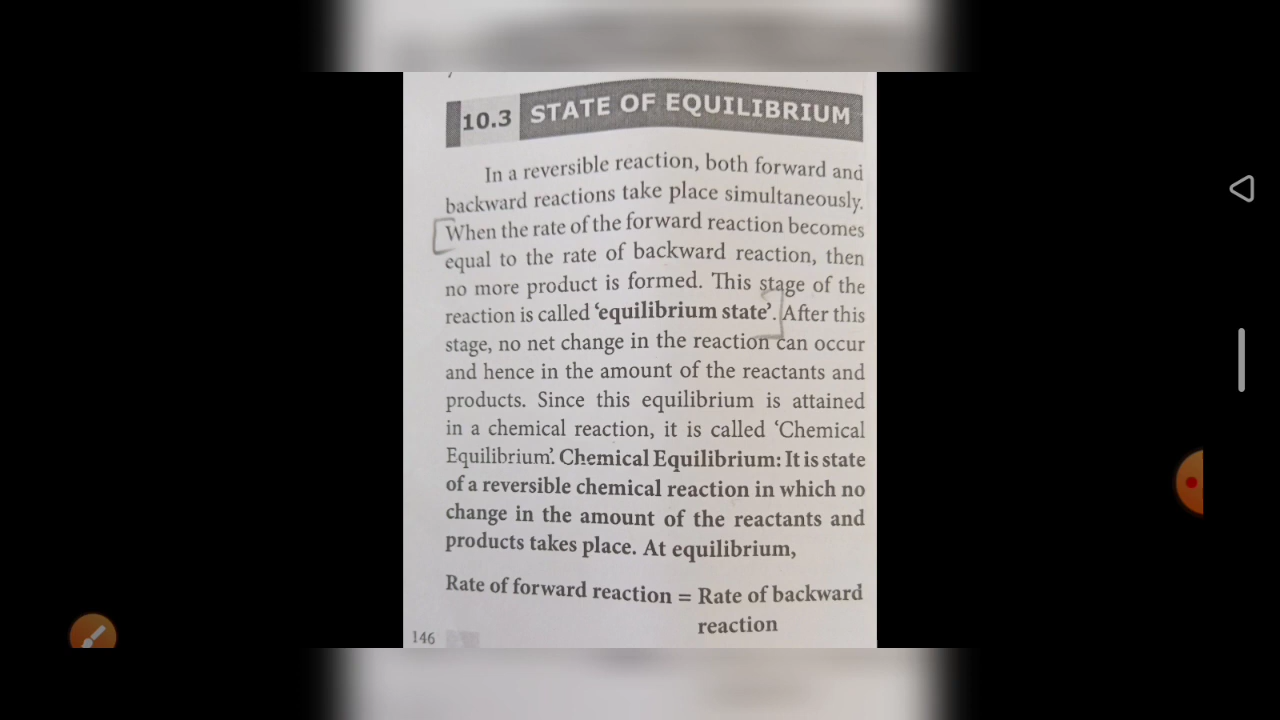 10.3 STATE OF EQUILIBRIUM
In a reversible reaction, both forward and
backward reactions take place simultaneously.
When the rate of the forward reaction becomes
equal to the rate of backward reaction, then
no more product is formed. This stage of the
reaction is called ‘equilibrium state’. After this
stage, no net change in the reaction can occur
and hence in the amount of the reactants and
products. Since this equilibrium is attained
in a chemical reaction, it is called ‘Chemical
Equilibrium’. Chemical Equilibrium: It is state
of a reversible chemical reaction in which no
change in the amount of the reactants and
products takes place. At equilibrium,
Rate of forward reaction = Rate of backward
reaction
146